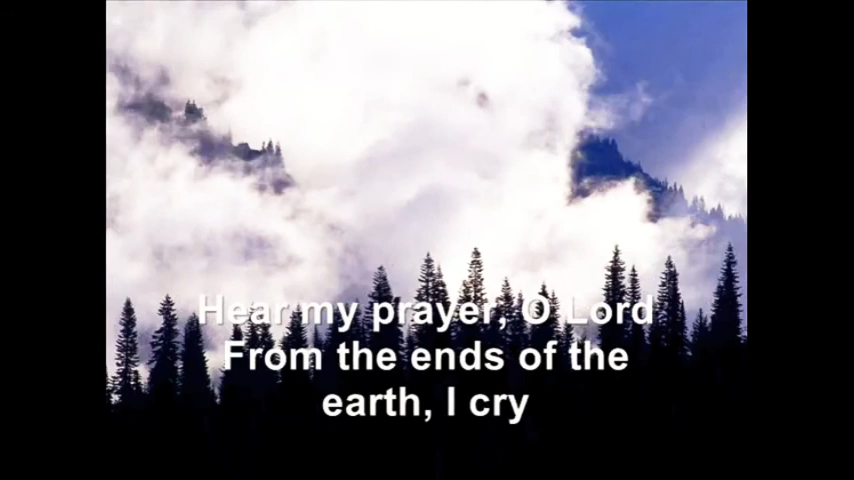 Hear my prayer, O Lord
From the ends of the
earth, I cry